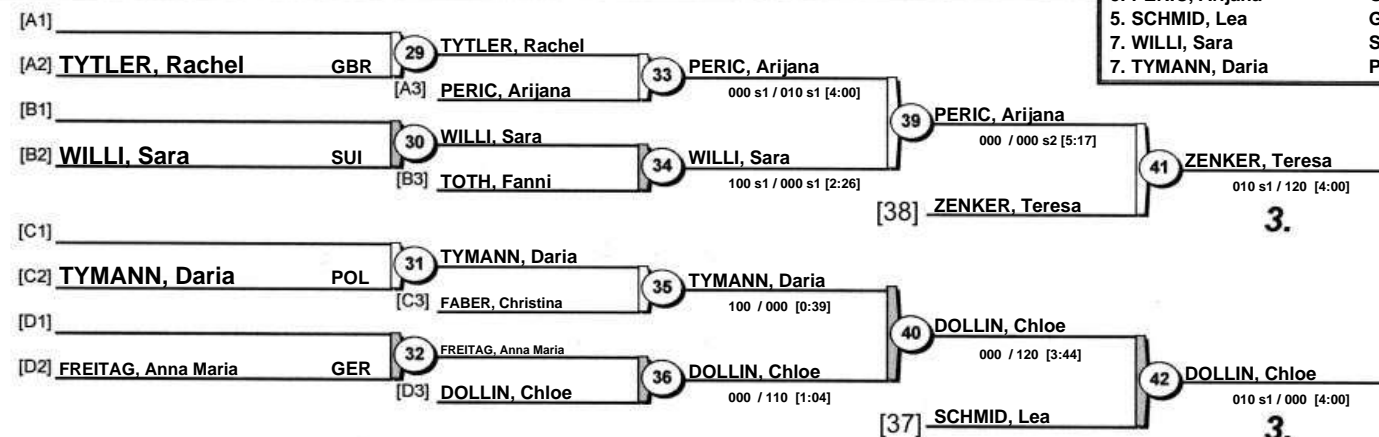 5. SCHMID, Lea G
7. WILLI, Sara S
7. TYMANN, Daria P
[A1]
[A2] TYTLER, Rachel GBR
29
TYTLER, Rachel
[A3] PERIC, Arijana
33
PERIC, Arijana
000 s1 / 010 s1 [4:00]
[B1]
[B2] WILLI, Sara SUI
30
WILLI, Sara
[B3] TOTH, Fanni
34
WILLI, Sara
100 s1 / 000 s1 [2:26]
39
PERIC, Arijana
000 / 000 s2 [5:17]
[38] ZENKER, Teresa
41
ZENKER, Teresa
010 s1 / 120 [4:00]
3.
[C1]
[C2] TYMANN, Daria POL
31
TYMANN, Daria
[C3] FABER, Christina
35
TYMANN, Daria
100 / 000 [0:39]
[D1]
[D2] FREITAG, Anna Maria GER
32
FREITAG, Anna Maria
[D3] DOLLIN, Chloe
36
DOLLIN, Chloe
000 / 110 [1:04]
40
DOLLIN, Chloe
000 / 120 [3:44]
[37] SCHMID, Lea
42
DOLLIN, Chloe
010 s1 / 000 [4:00]
3.